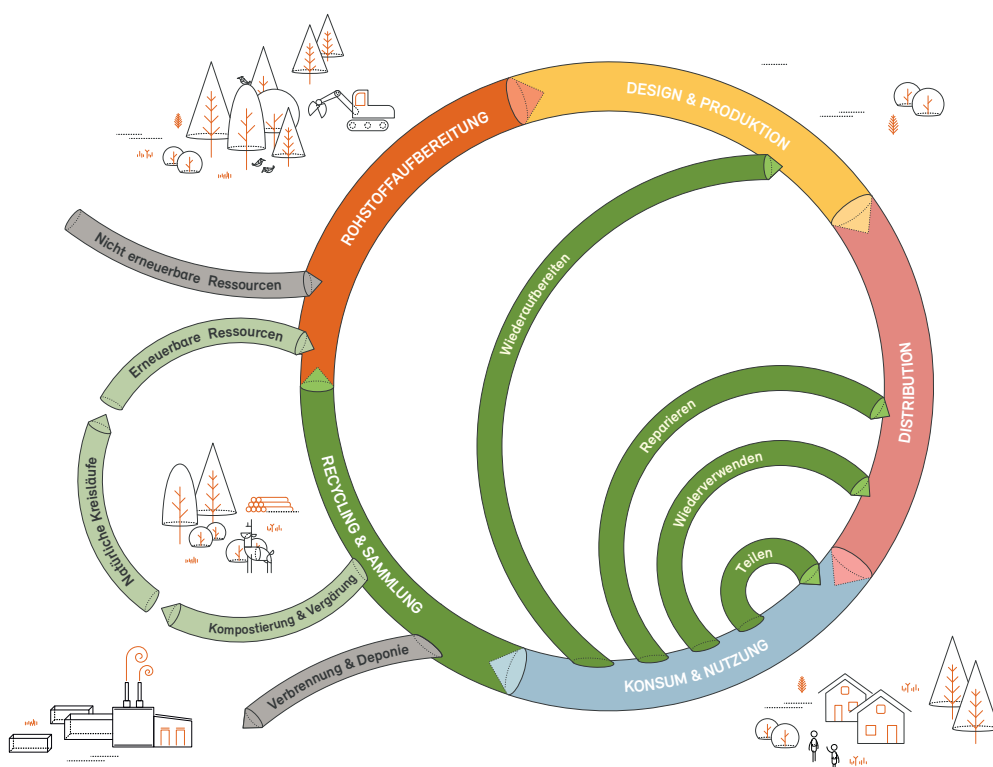 DESIGN & PRODUKTION
ROHSTOFFAUFBEREITUNG
Nicht erneuerbare Ressourcen
Erneuerbare Ressourcen
Wiederaufbereiten
DISTRIBUTION
Reparieren
Wiederverwenden
Natürliche Kreisläufe
RECYCLING & SAMMLUNG
Teilen
Kompostierung & Vergärung
Verbrennung & Deponie
KONSUM & NUTZUNG